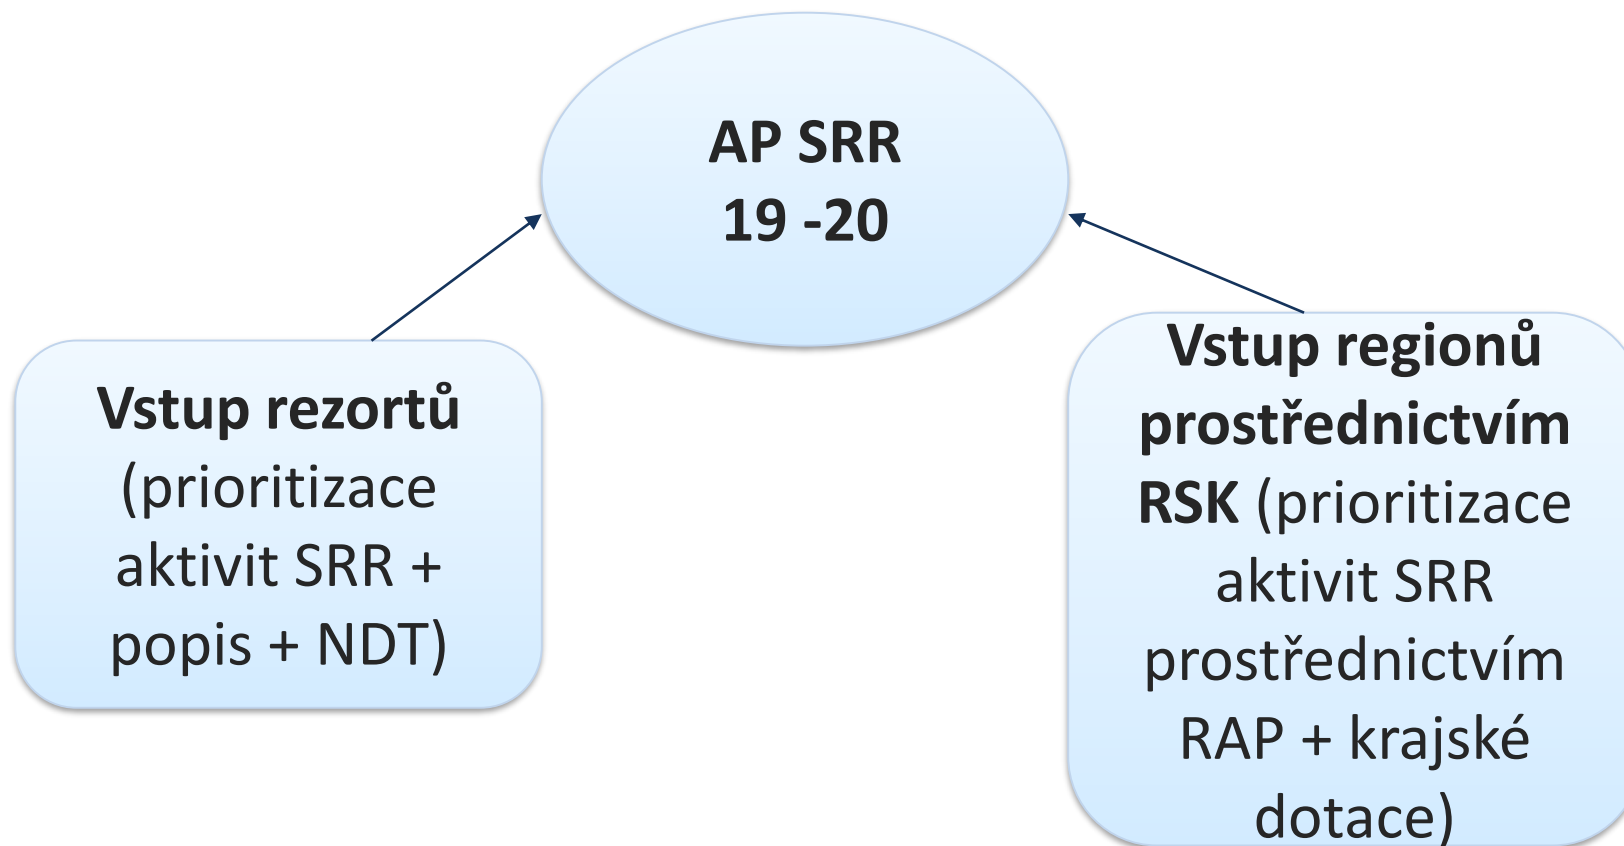 AP SRR
19 -20
Vstup rezortů
(prioritizace
aktivit SRR +
popis + NDT)
Vstup regionů
prostřednictvím
RSK (prioritizace
aktivit SRR
prostřednictvím
RAP + krajské
dotace)